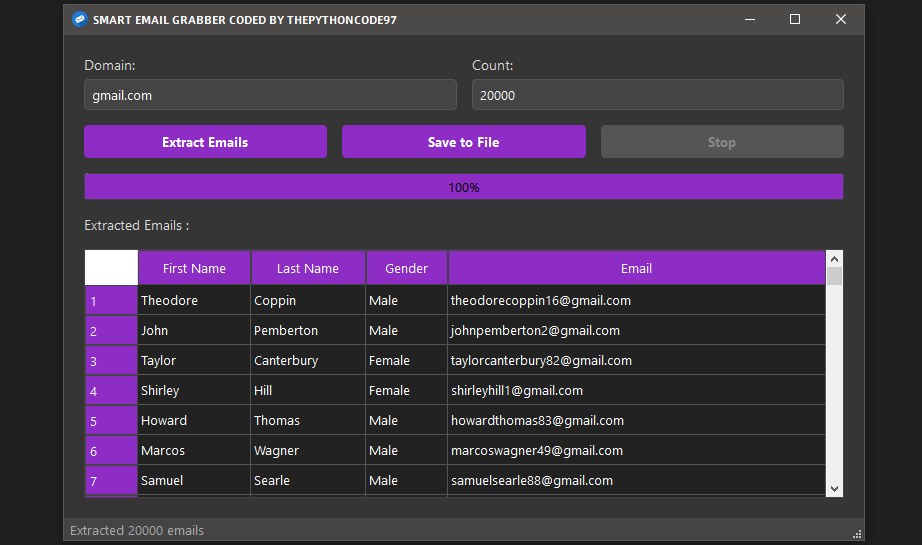 SMART EMAIL GRABBER CODED BY THEPYTHONCODE97
Domain: Count:
gmail.com 20000
Extract Emails Save to File Stop
100%
Extracted Emails :
First Name Last Name Gender Email
1 Theodore Coppin Male theodorecoppin16@gmail.com
2 John Pemberton Male johnpemberton2@gmail.com
3 Taylor Canterbury Female taylorcanterbury82@gmail.com
4 Shirley Hill Female shirleyhill1@gmail.com
5 Howard Thomas Male howardthomas83@gmail.com
6 Marcos Wagner Male marcoswagner49@gmail.com
7 Samuel Searle Male samuelsearle88@gmail.com
Extracted 20000 emails